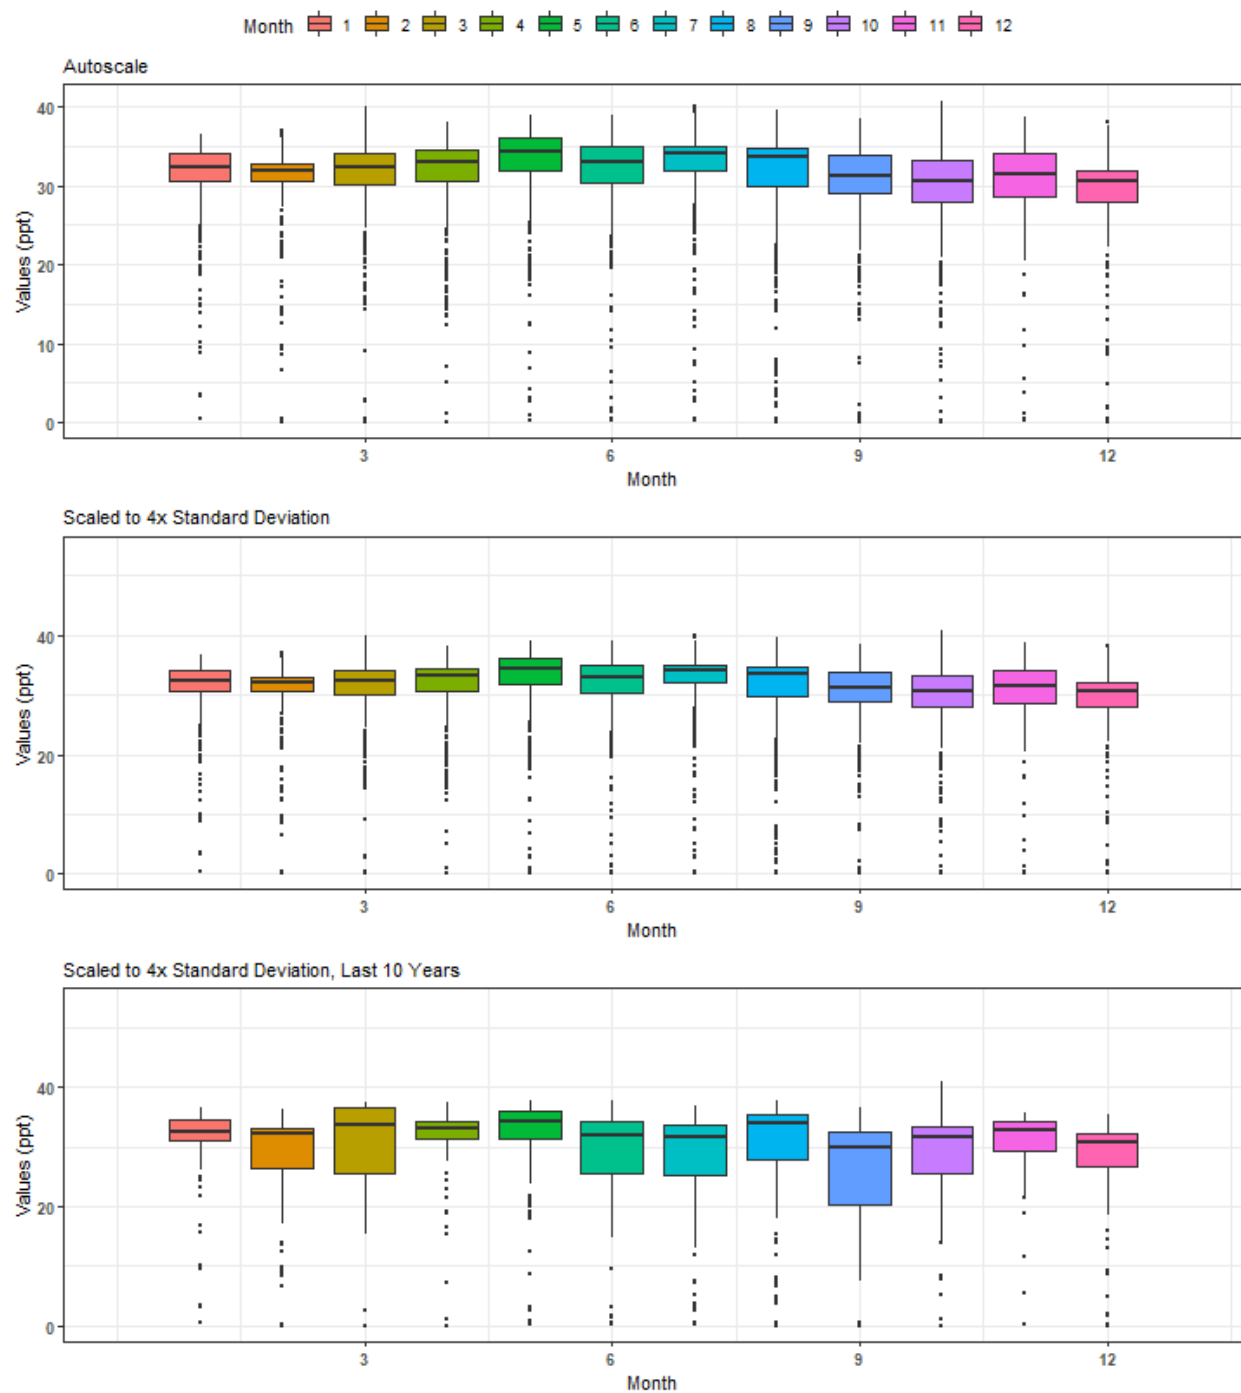 Month 1 2 3 4 5 6 7 8 9 10 11 12
Autoscale
Values (ppt)
40
30
20
10
0
3 6 9 12
Month
Scaled to 4x Standard Deviation
Values (ppt)
40
20
0
3 6 9 12
Month
Scaled to 4x Standard Deviation, Last 10 Years
Values (ppt)
40
20
0
3 6 9 12
Month